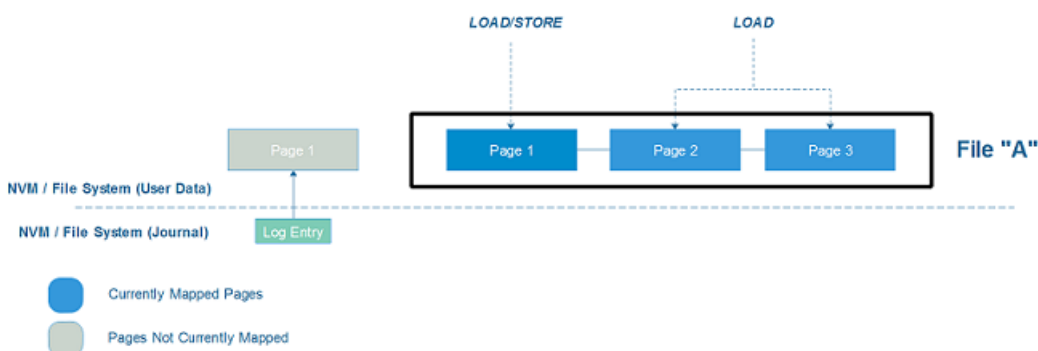 LOAD/STORE
LOAD
Page 1
Page 1
Page 2
Page 3
File "A"
NVM / File System (User Data)
NVM / File System (Journal)
Log Entry
Currently Mapped Pages
Pages Not Currently Mapped